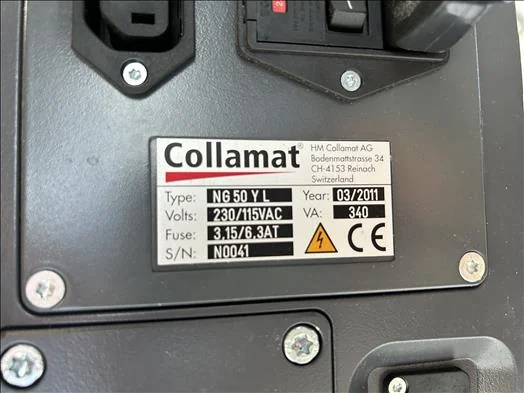 2
Collamat®
HM Collamat AG
Bodenmattstrasse 34
CH-4153 Reinach
Switzerland
Type: NG 50 Y L
Year: 03/2011
Volts: 230/115VAC
VA: 340
Fuse: 3.15/6.3AT
S/N: N0041
CE